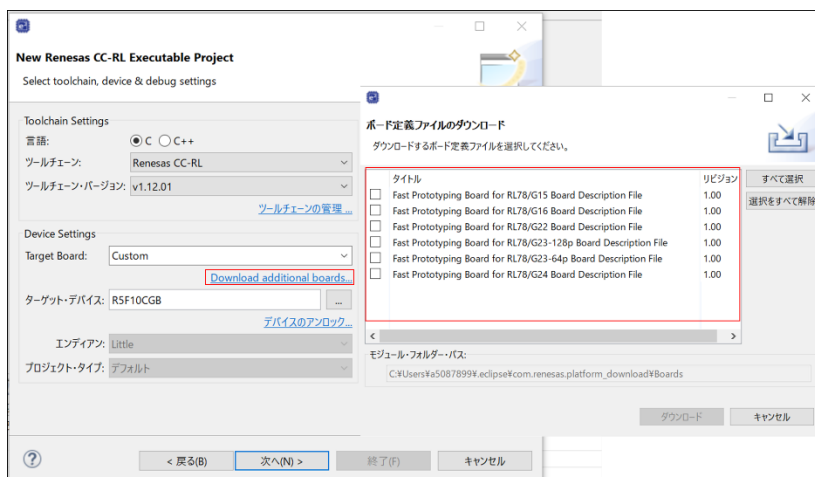 New Renesas CC-RL Executable Project
Select toolchain, device & debug settings
Toolchain Settings
言語: C C++
ツールチェーン: Renesas CC-RL
ツールチェーン・バージョン: v1.12.01
ツールチェーンの管理 ...
Device Settings
Target Board: Custom
Download additional boards...
ターゲット・デバイス: R5F10CGB ...
デバイスのアンロック...
エンディアン: Little
プロジェクト・タイプ: デフォルト
? < 戻る(B) 次へ(N) > 終了(F) キャンセル
ボード定義ファイルのダウンロード
ダウンロードするボード定義ファイルを選択してください。
タイトル リビジョン
Fast Prototyping Board for RL78/G15 Board Description File 1.00
Fast Prototyping Board for RL78/G16 Board Description File 1.00
Fast Prototyping Board for RL78/G22 Board Description File 1.00
Fast Prototyping Board for RL78/G23-128p Board Description File 1.00
Fast Prototyping Board for RL78/G23-64p Board Description File 1.00
Fast Prototyping Board for RL78/G24 Board Description File 1.00
すべて選択
選択をすべて解除
モジュール・フォルダー・パス:
C:¥Users¥a5087899¥.eclipse¥com.renesas.platform_download¥Boards
ダウンロード キャンセル